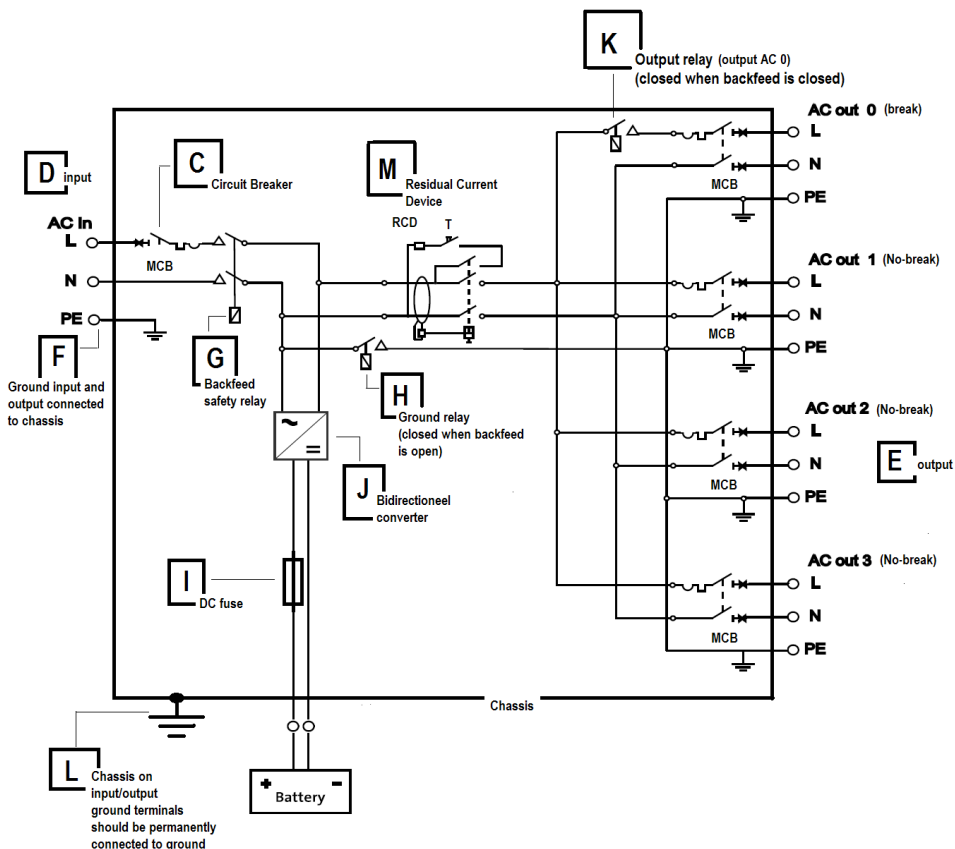 K
Output relay (output AC 0)
(closed when backfeed is closed)
AC out 0 (break)
L
N
MCB
PE
D input
C
Circuit Breaker
M
Residual Current
Device
RCD
T
AC in
L
MCB
N
PE
AC out 1 (No-break)
L
N
MCB
PE
F
Ground input and
output connected
to chassis
G
Backfeed
safety relay
H
Ground relay
(closed when backfeed
is open)
~
=
J
Bidirectioneel
converter
AC out 2 (No-break)
L
N
MCB
PE
E output
I
DC fuse
AC out 3 (No-break)
L
N
MCB
PE
Chassis
L
Chassis on
input/output
ground terminals
should be permanently
connected to ground
+ -
Battery